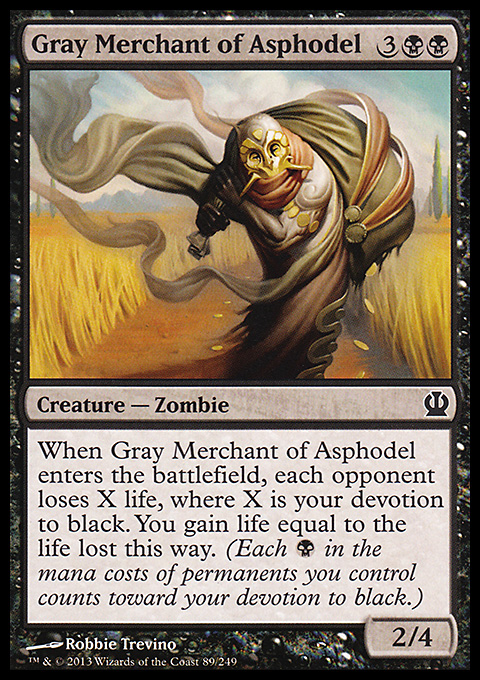 Gray Merchant of Asphodel 3
Creature — Zombie
When Gray Merchant of Asphodel
enters the battlefield, each opponent
loses X life, where X is your devotion
to black. You gain life equal to the
life lost this way. (Each in the
mana costs of permanents you control
counts toward your devotion to black.)
Robbie Trevino
2/4
™ & © 2013 Wizards of the Coast 89/249